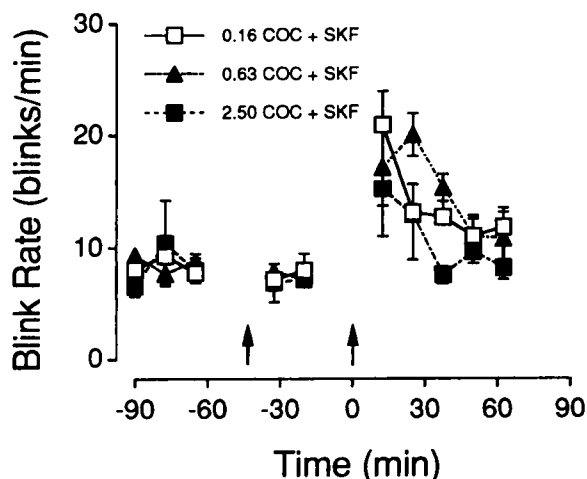 30
20
10
0
Blink Rate (blinks/min)
0.16 COC + SKF
0.63 COC + SKF
2.50 COC + SKF
-90 -60 -30 0 30 60 90
Time (min)